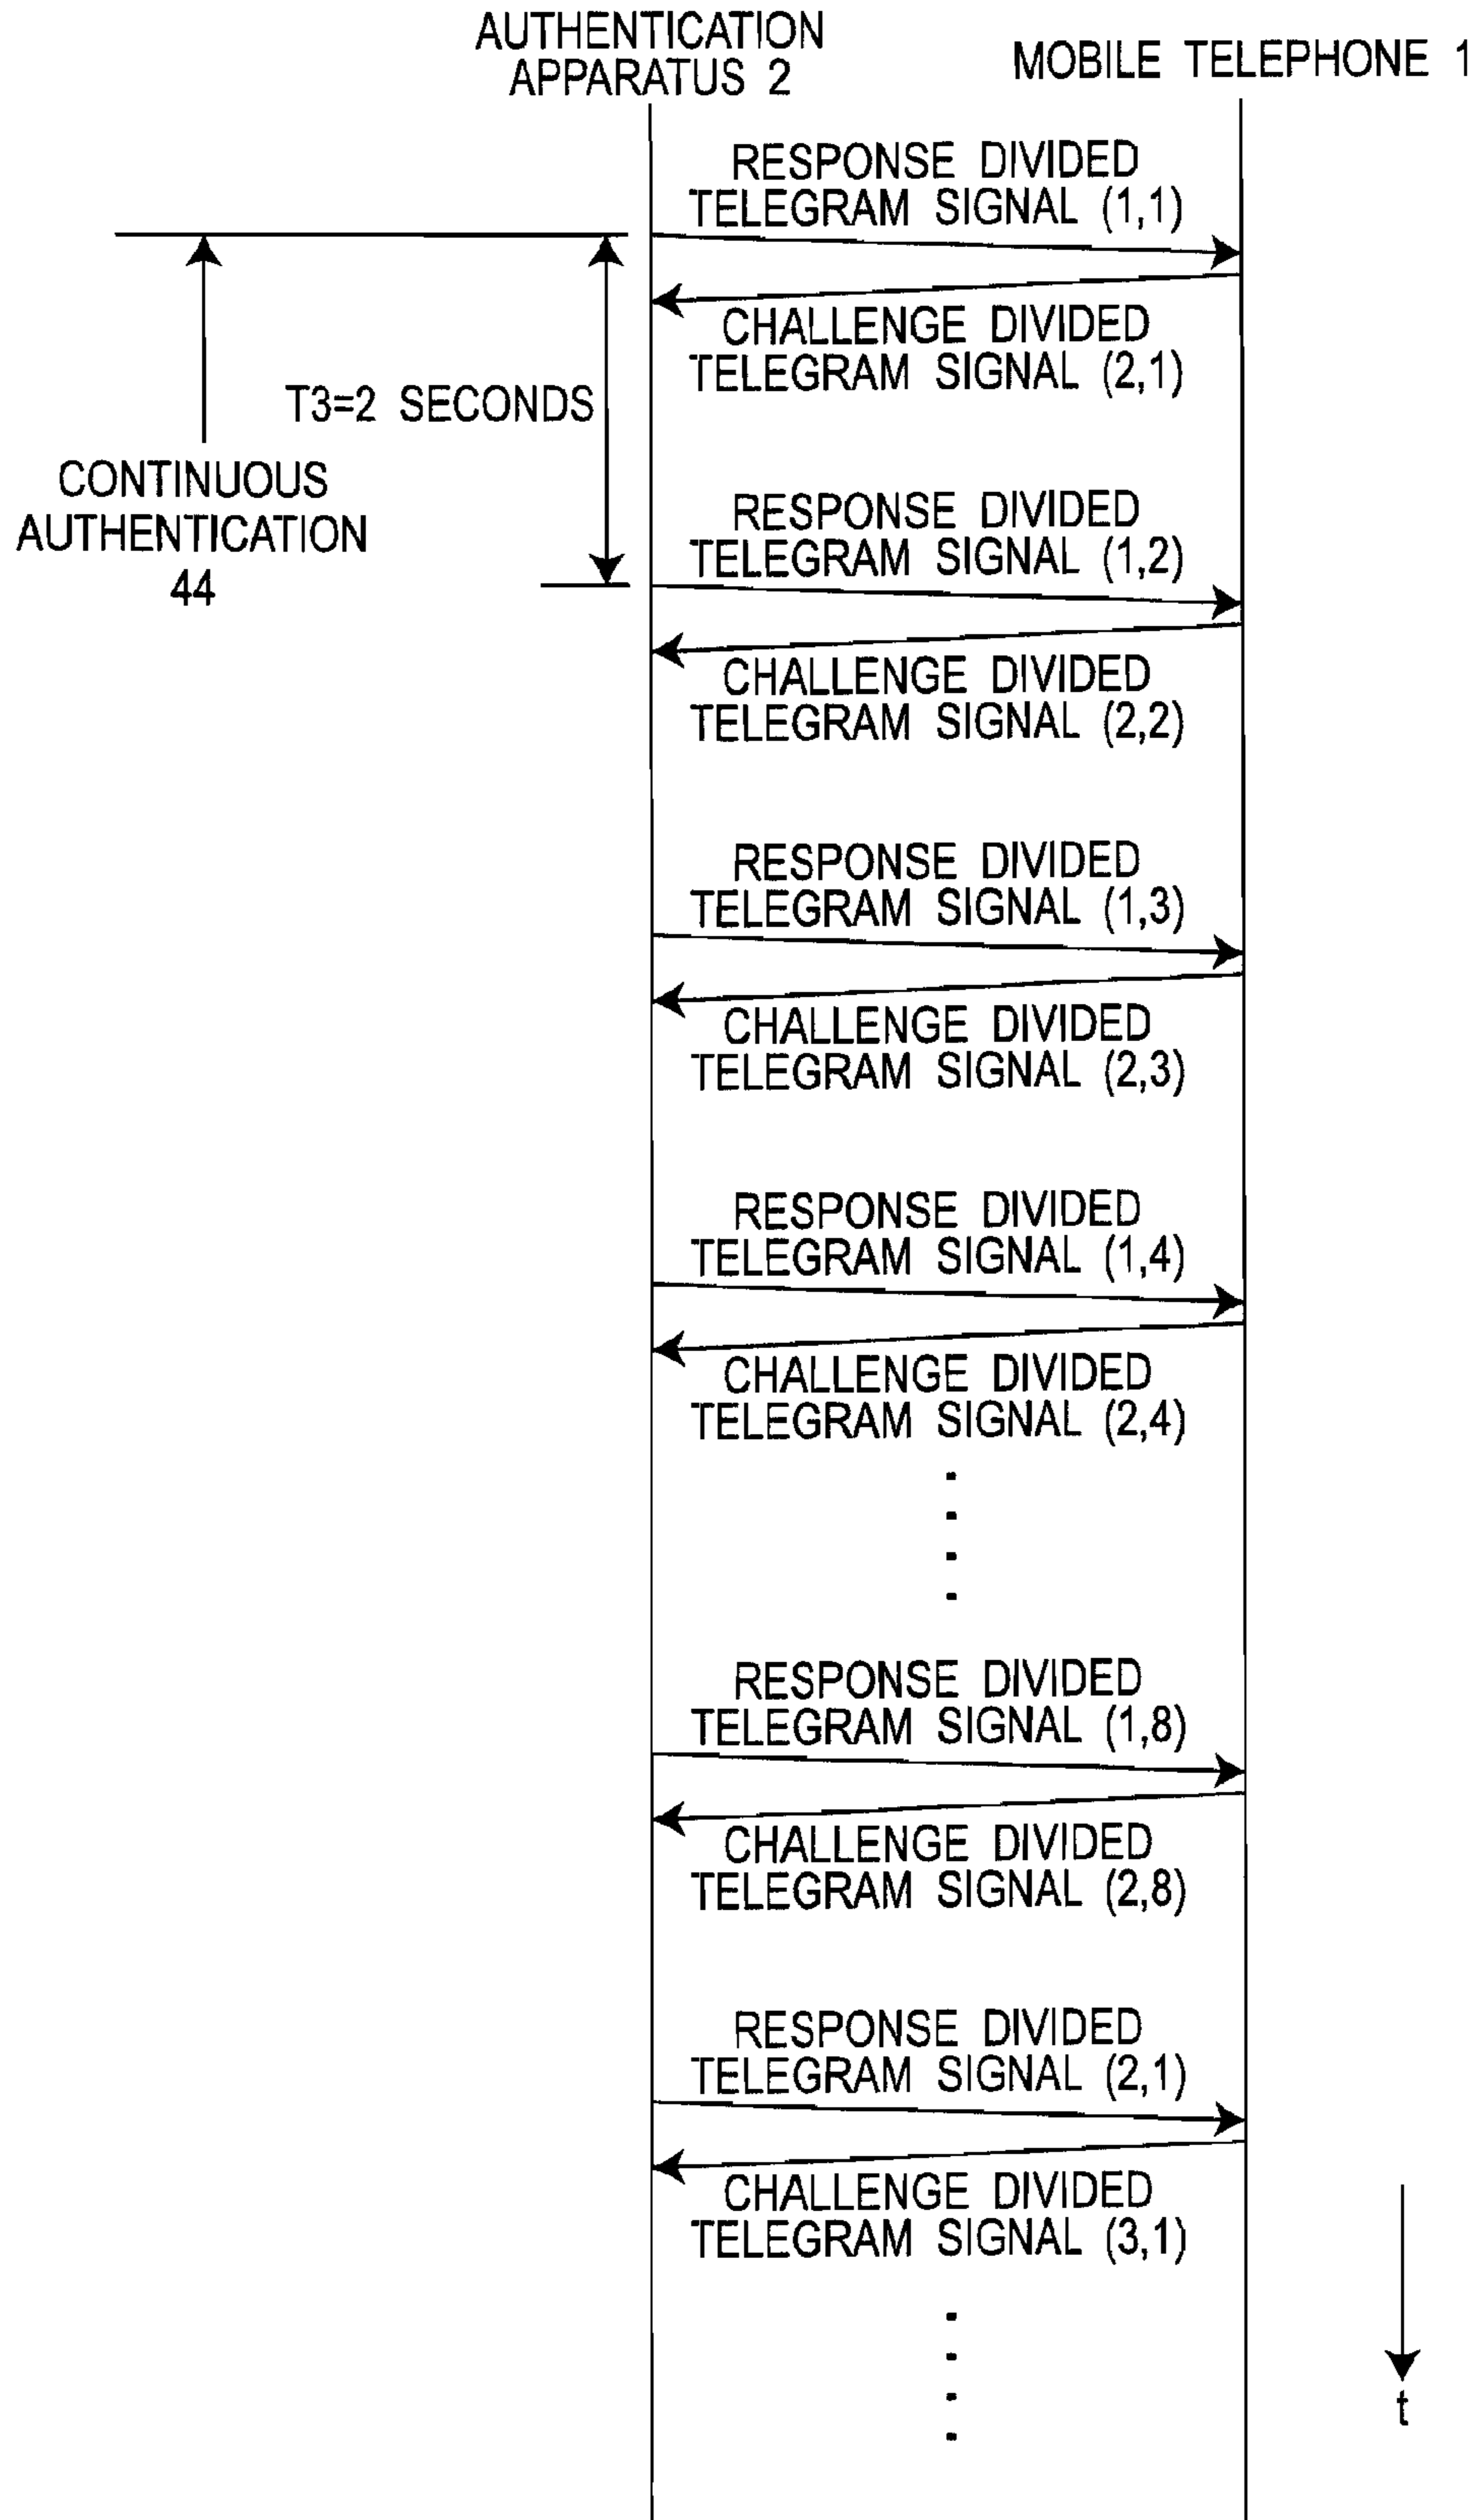 AUTHENTICATION
APPARATUS 2
MOBILE TELEPHONE 1
RESPONSE DIVIDED
TELEGRAM SIGNAL (1,1)
CHALLENGE DIVIDED
TELEGRAM SIGNAL (2,1)
T3=2 SECONDS
CONTINUOUS
AUTHENTICATION
44
RESPONSE DIVIDED
TELEGRAM SIGNAL (1,2)
CHALLENGE DIVIDED
TELEGRAM SIGNAL (2,2)
RESPONSE DIVIDED
TELEGRAM SIGNAL (1,3)
CHALLENGE DIVIDED
TELEGRAM SIGNAL (2,3)
RESPONSE DIVIDED
TELEGRAM SIGNAL (1,4)
CHALLENGE DIVIDED
TELEGRAM SIGNAL (2,4)
RESPONSE DIVIDED
TELEGRAM SIGNAL (1,8)
CHALLENGE DIVIDED
TELEGRAM SIGNAL (2,8)
RESPONSE DIVIDED
TELEGRAM SIGNAL (2,1)
CHALLENGE DIVIDED
TELEGRAM SIGNAL (3,1)
t